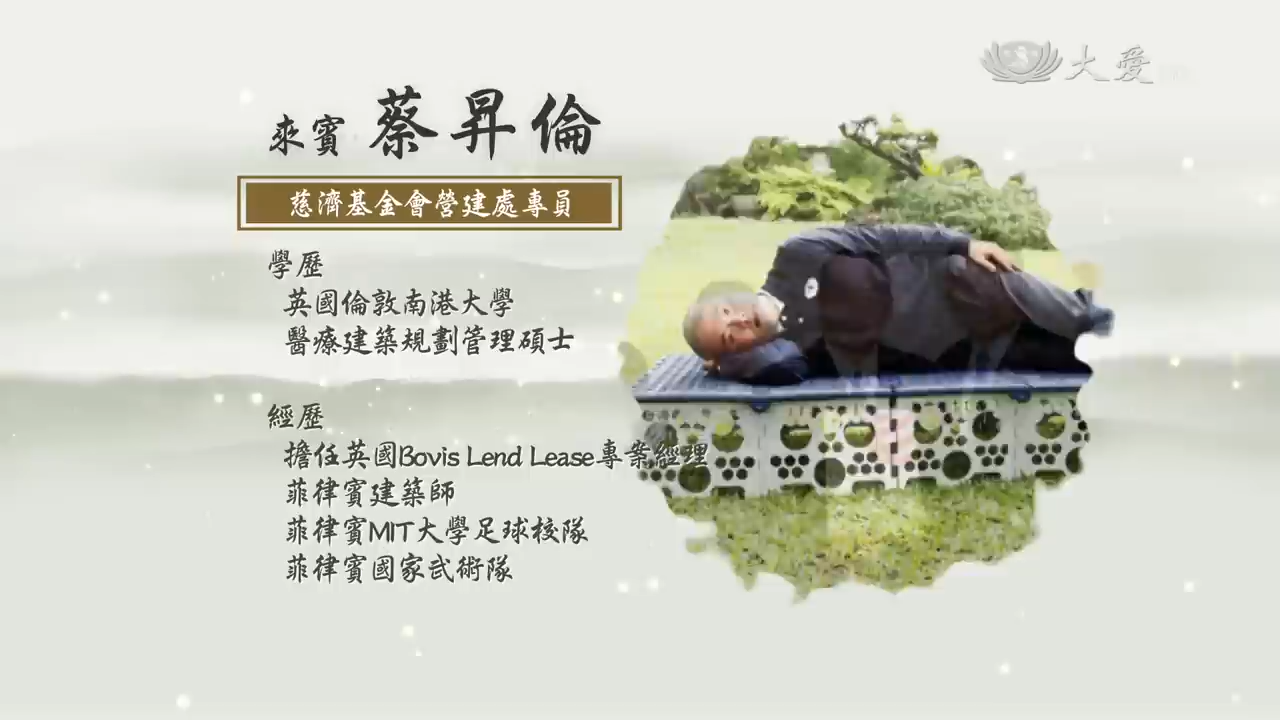 大愛
來賓 蔡昇倫
慈濟基金會營建處專員
學歷
英國倫敦南港大學
醫療建築規劃管理碩士
經歷
擔任英國Bovis Lend Lease專案經理
菲律賓建築師
菲律賓MIT大學足球校隊
菲律賓國家武術隊